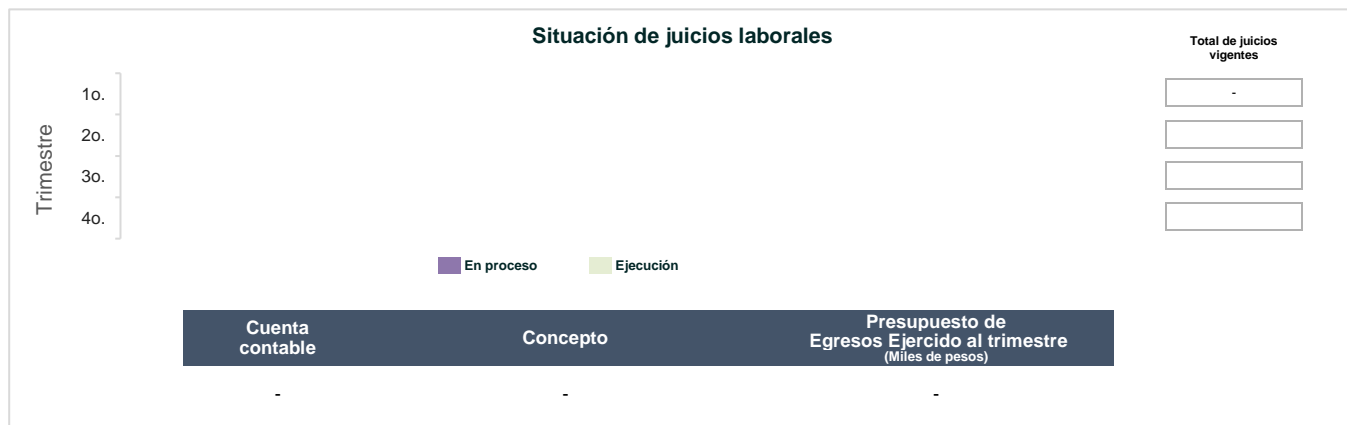 Situación de juicios laborales
Total de juicios
vigentes
Trimestre
1o.
-
2o.
3o.
4o.
En proceso
Ejecución
Cuenta
contable
Concepto
Presupuesto de
Egresos Ejercido al trimestre
(Miles de pesos)
-
-
-